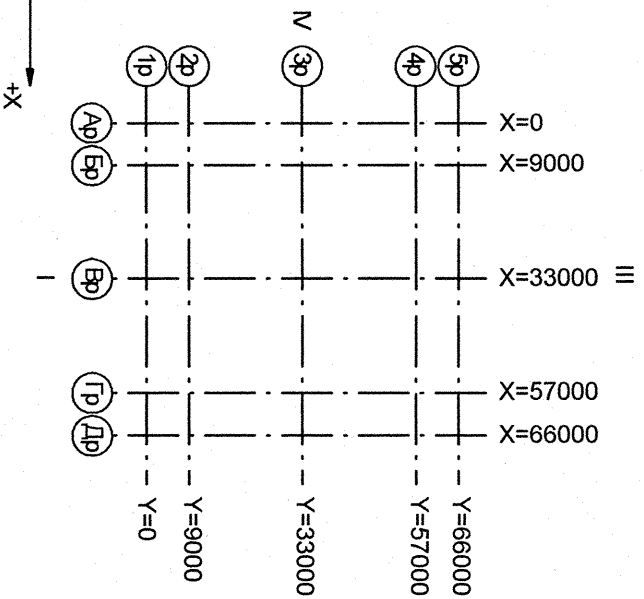 IV
1р
2р
3р
4р
5р
+X
Ар
Бр
Вр
Гр
Др
X=0
X=9000
X=33000
X=57000
X=66000
III
I
Y=0
Y=9000
Y=33000
Y=57000
Y=66000